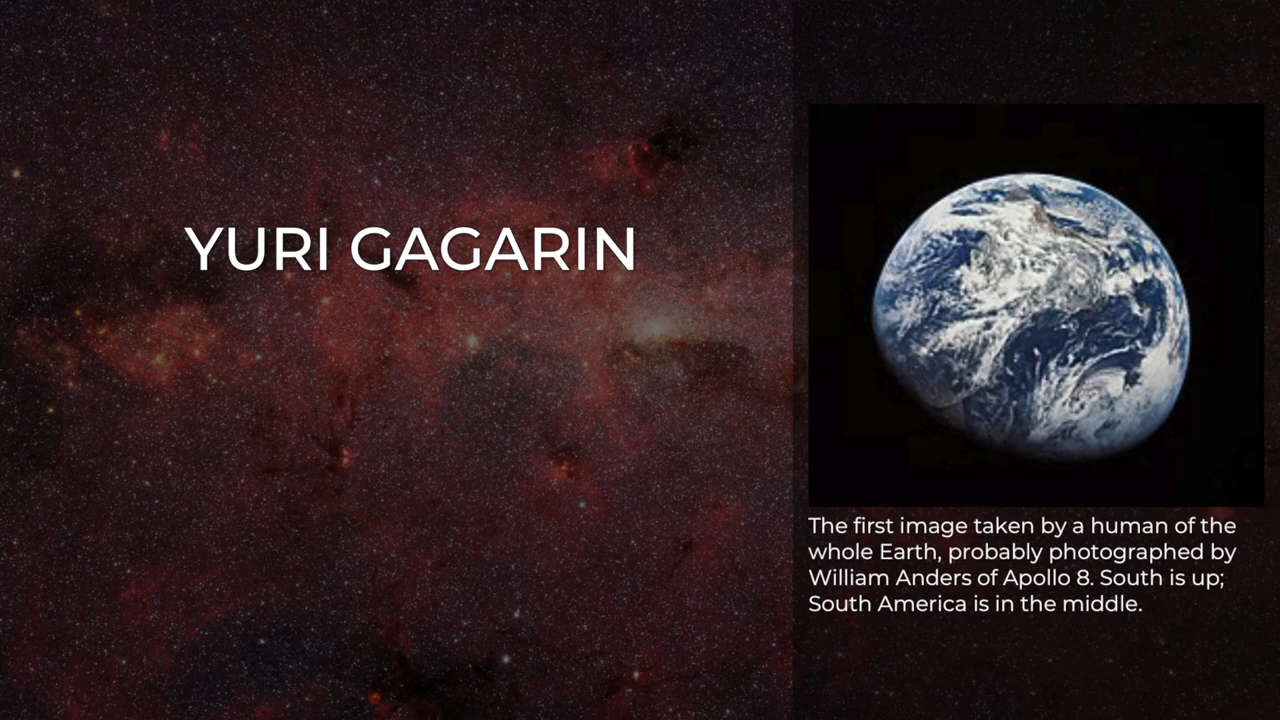 YURI GAGARIN
The first image taken by a human of the
whole Earth, probably photographed by
William Anders of Apollo 8. South is up;
South America is in the middle.